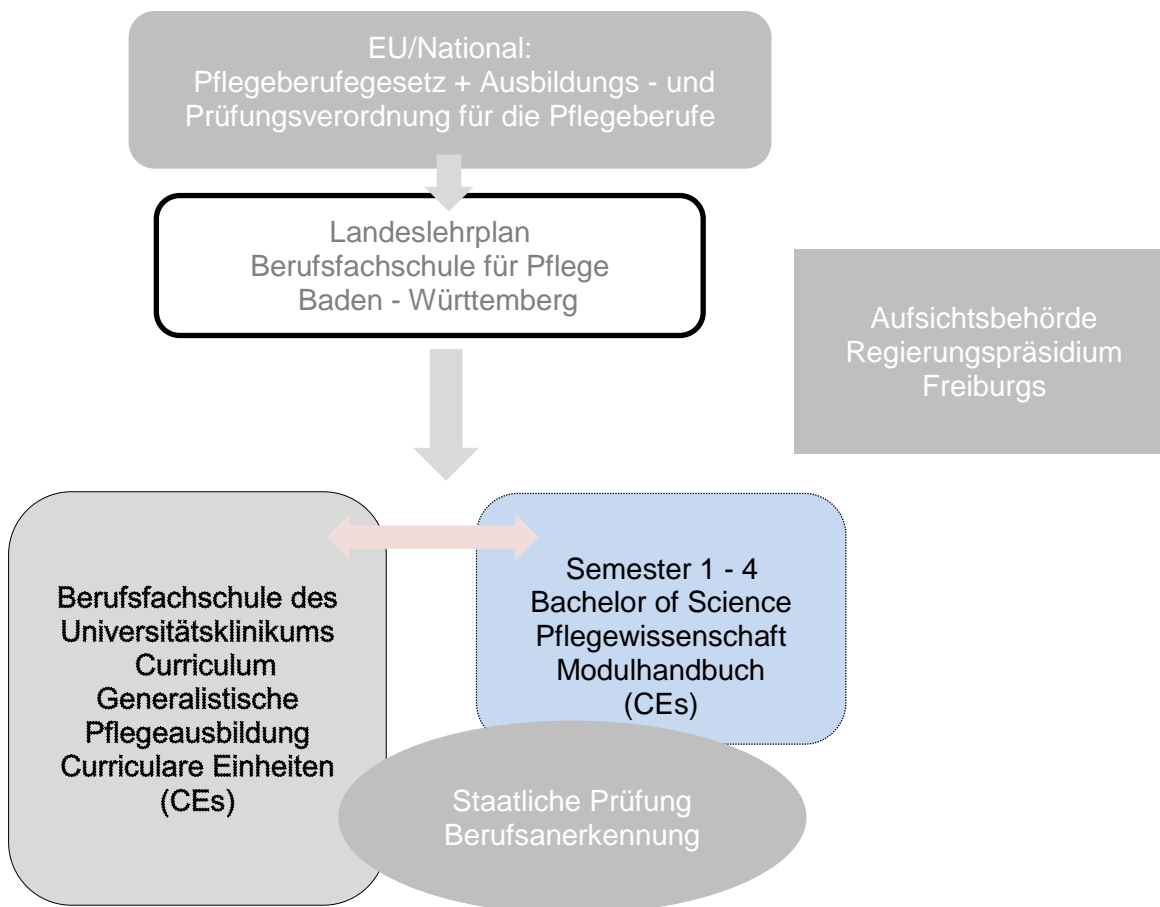 EU/National:
Pflegeberufegesetz + Ausbildungs - und
Prüfungsverordnung für die Pflegeberufe
Landeslehrplan
Berufsfachschule für Pflege
Baden - Württemberg
Aufsichtsbehörde
Regierungspräsidium
Freiburgs
Berufsfachschule des
Universitätsklinikums
Curriculum
Generalistische
Pflegeausbildung
Curriculare Einheiten
(CEs)
Semester 1 - 4
Bachelor of Science
Pflegewissenschaft
Modulhandbuch
(CEs)
Staatliche Prüfung
Berufsanerkennung